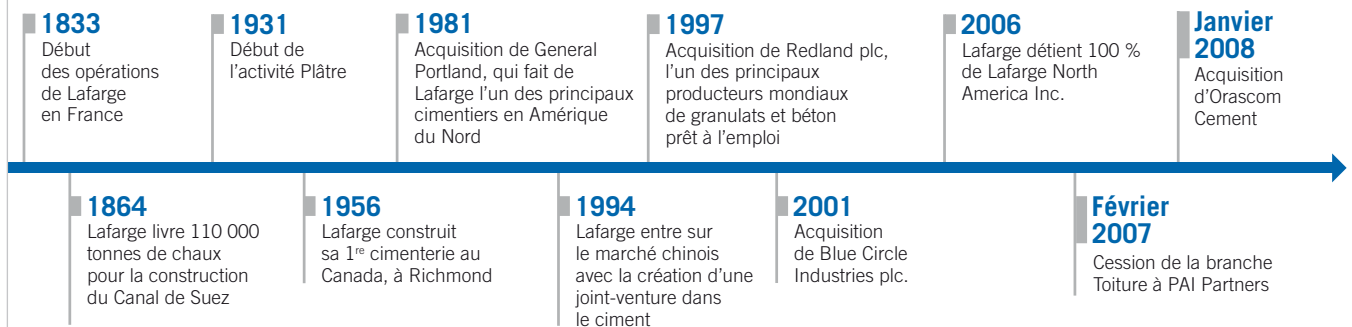 1833
Début
des opérations
de Lafarge
en France
1864
Lafarge livre 110 000
tonnes de chaux
pour la construction
du Canal de Suez
1931
Début de
l’activité Plâtre
1956
Lafarge construit
sa 1re cimenterie au
Canada, à Richmond
1981
Acquisition de General
Portland, qui fait de
Lafarge l’un des principaux
cimentiers en Amérique
du Nord
1994
Lafarge entre sur
le marché chinois
avec la création d’une
joint-venture dans
le ciment
1997
Acquisition de Redland plc,
l’un des principaux
producteurs mondiaux
de granulats et béton
prêt à l’emploi
2001
Acquisition
de Blue Circle
Industries plc.
2006
Lafarge détient 100 %
de Lafarge North
America Inc.
Février
2007
Cession de la branche
Toiture à PAI Partners
Janvier
2008
Acquisition
d’Orascom
Cement